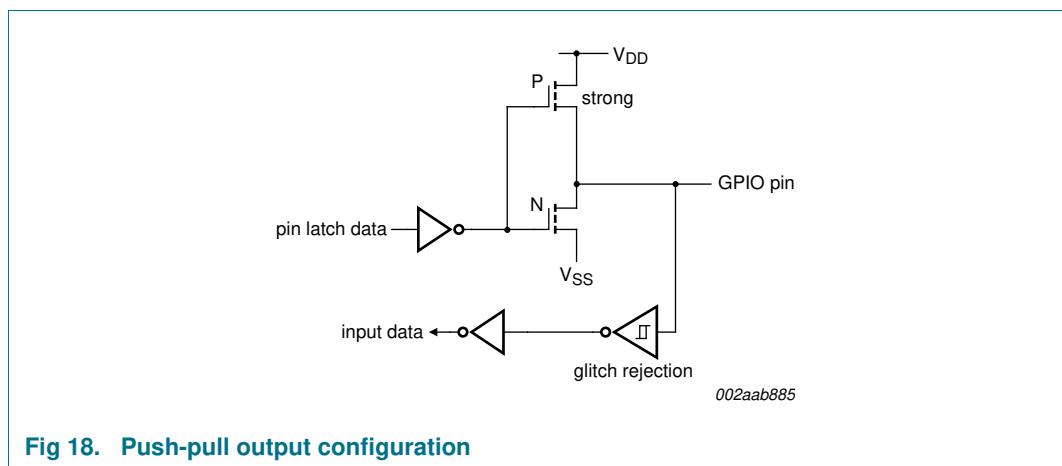 VDD
P
strong
GPIO pin
N
pin latch data
VSS
input data
glitch rejection
002aab885
Fig 18. Push-pull output configuration